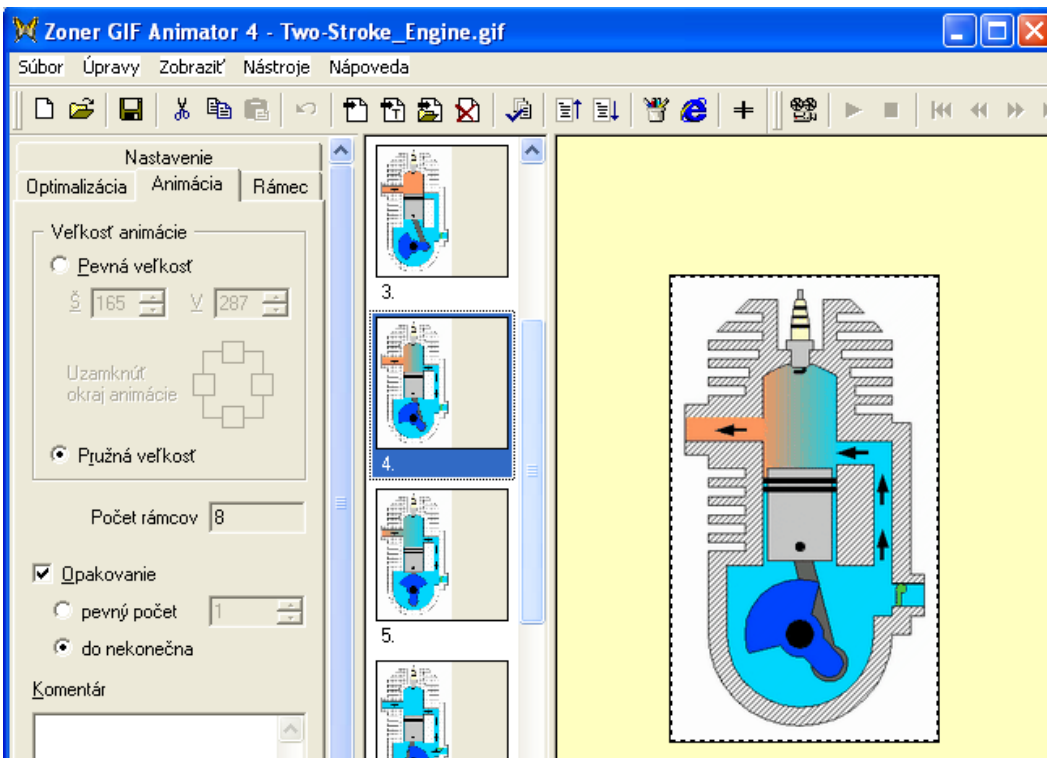 Zoner GIF Animator 4 - Two-Stroke_Engine.gif
Súbor Úpravy Zobraziť Nástroje Nápoveda
Nastavenie
Optimalizácia Animácia Rámec
Veľkosť animácie
Pevná veľkosť
Š 165 V 287
Uzamknúť
okraj animácie
Pružná veľkosť
Počet rámcov 8
Opakovanie
pevný počet 1
do nekonečna
Komentár
3.
4.
5.